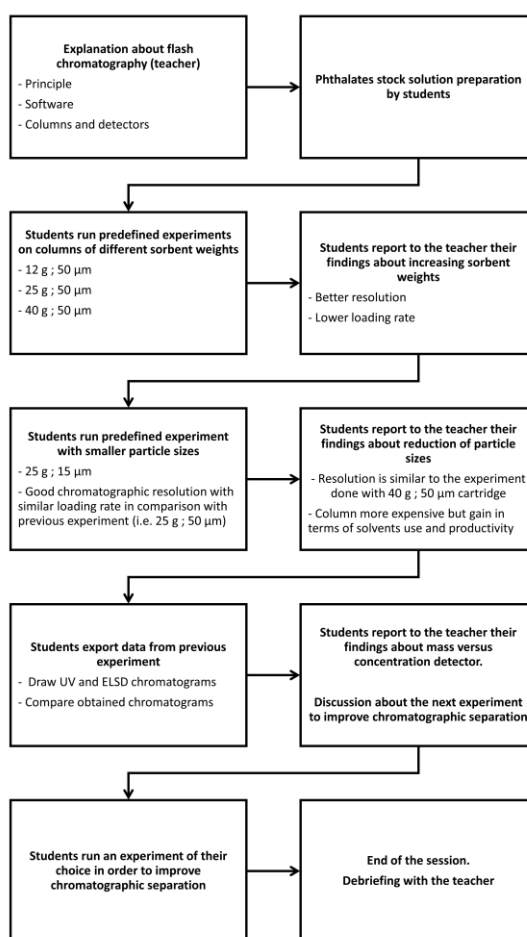 Explanation about flash
chromatography (teacher)
- Principle
- Software
- Columns and detectors
Phthalates stock solution preparation
by students
Students run predefined experiments
on columns of different sorbent weights
- 12 g ; 50 µm
- 25 g ; 50 µm
- 40 g ; 50 µm
Students report to the teacher their
findings about increasing sorbent
weights
- Better resolution
- Lower loading rate
Students run predefined experiment
with smaller particle sizes
- 25 g ; 15 µm
- Good chromatographic resolution with
similar loading rate in comparison with
previous experiment (i.e. 25 g ; 50 µm)
Students report to the teacher their
findings about reduction of particle
sizes
- Resolution is similar to the experiment
done with 40 g ; 50 µm cartridge
- Column more expensive but gain in
terms of solvents use and productivity
Students export data from previous
experiment
- Draw UV and ELSD chromatograms
- Compare obtained chromatograms
Students report to the teacher their
findings about mass versus
concentration detector.
Discussion about the next experiment
to improve chromatographic separation
Students run an experiment of their
choice in order to improve
chromatographic separation
End of the session.
Debriefing with the teacher